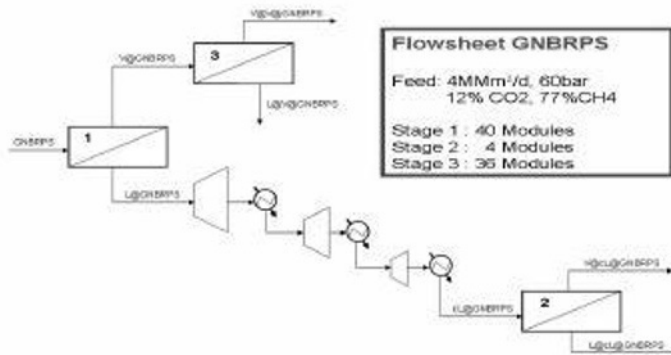 V@V@GNBRPS
V@GNBRPS
3
Flowsheet GNBRPS
Feed: 4MMm³/d, 60bar
12% CO2, 77%CH4
L@V@GNBRPS
1
GNBRPS
Stage 1 : 40 Modules
Stage 2 : 4 Modules
Stage 3 : 36 Modules
L@GNBRPS
V@cL@GNBRPS
2
cL@GNBRPS
L@cL@GNBRPS